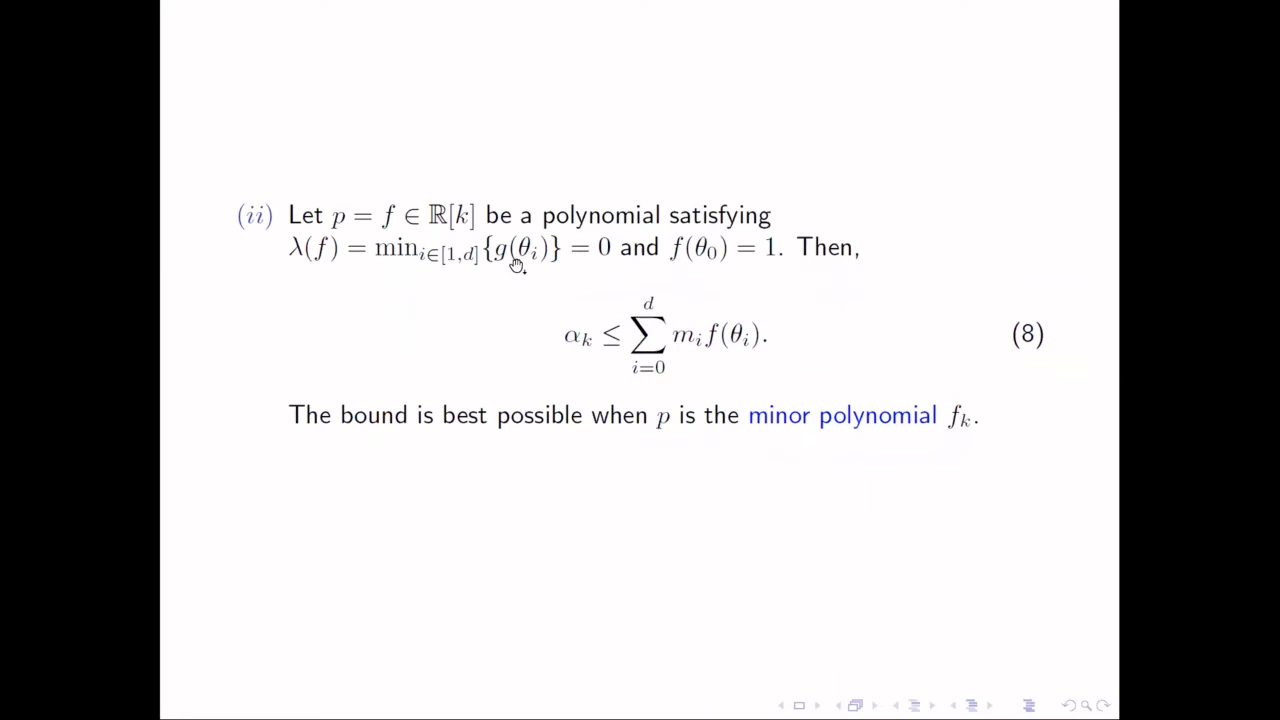 (ii) Let p = f ∈ ℝ[k] be a polynomial satisfying
λ(f) = min_{i∈[1,d]}{g(θ_i)} = 0 and f(θ_0) = 1. Then,
α_k ≤ ∑_{i=0}^{d} m_i f(θ_i). (8)
The bound is best possible when p is the minor polynomial f_k.